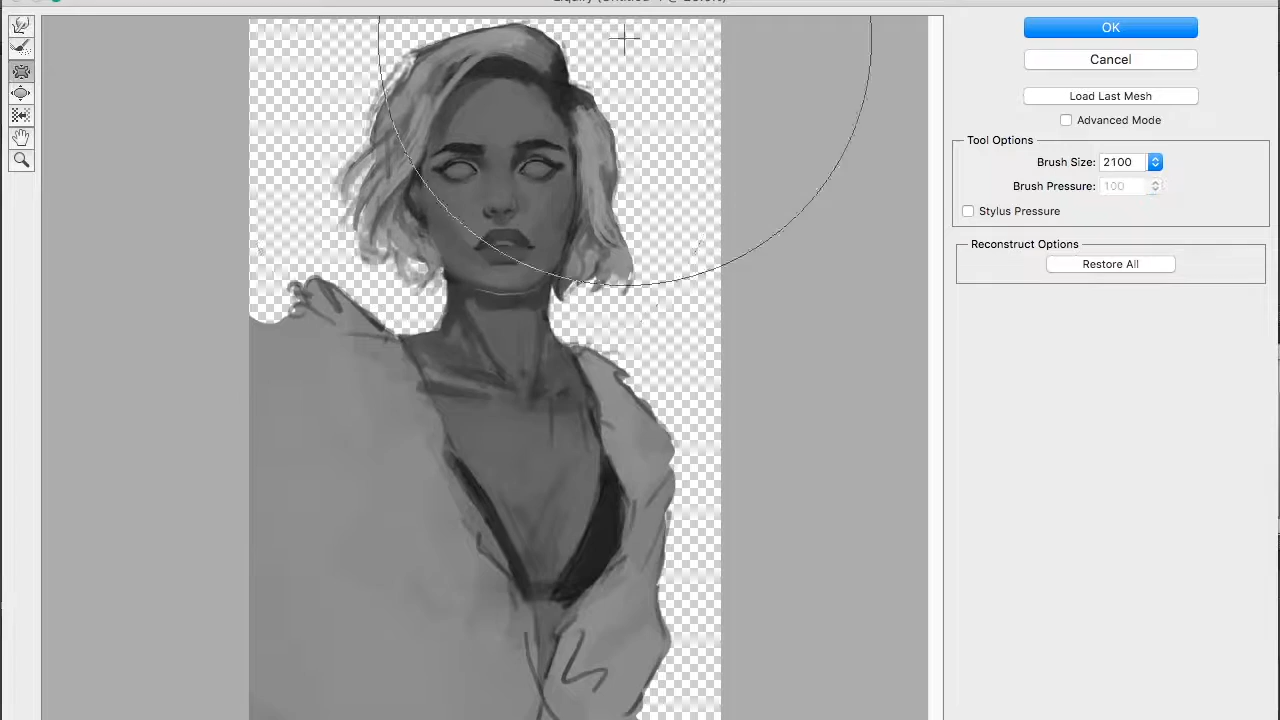 OK
Cancel
Load Last Mesh
Advanced Mode
Tool Options
Brush Size: 2100
Brush Pressure: 100
Stylus Pressure
Reconstruct Options
Restore All